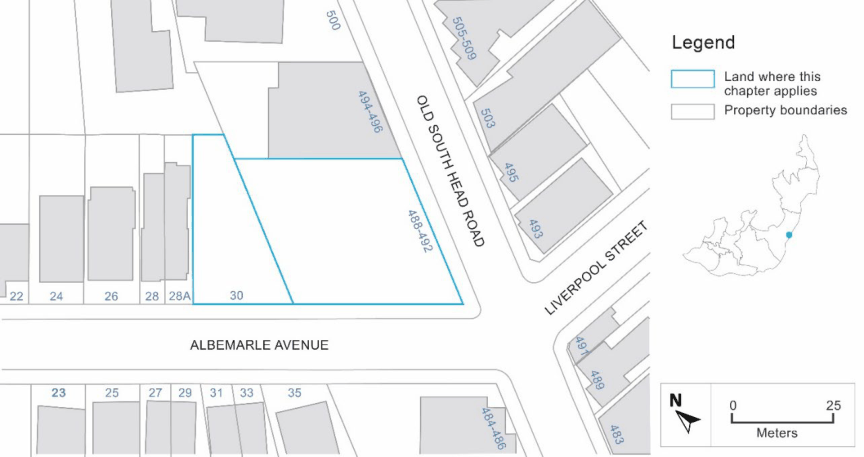 500
505-509
OLD SOUTH HEAD ROAD
494-496
503
495
493
488-492
LIVERPOOL STREET
22
24
26
28
28A
30
ALBEMARLE AVENUE
491
489
483
23
25
27
29
31
33
35
484-486
Legend
Land where this
chapter applies
Property boundaries
N
0
25
Meters